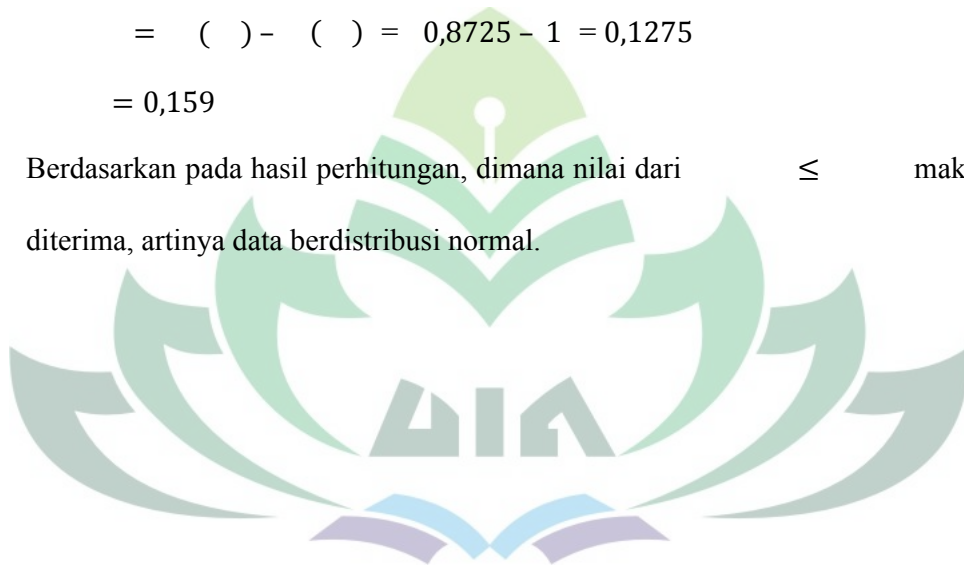 = ( ) – ( ) = 0,8725 – 1 = 0,1275
= 0,159
Berdasarkan pada hasil perhitungan, dimana nilai dari ≤ mak
diterima, artinya data berdistribusi normal.
UIN